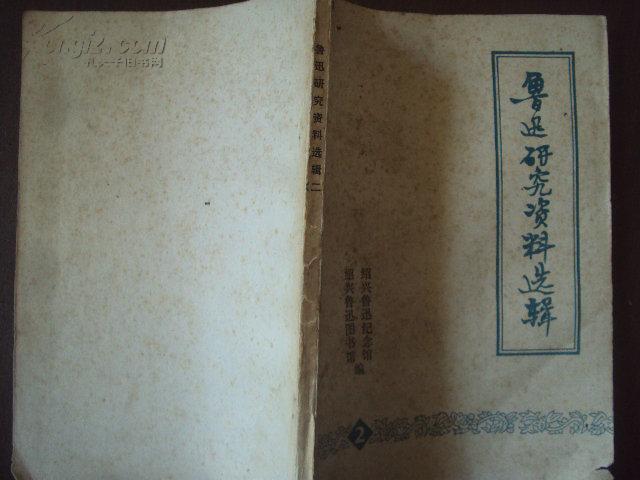 kongfz.com
孔夫子旧书网
鲁迅研究资料选辑
鲁迅研究资料选辑 二
绍兴鲁迅纪念馆
绍兴鲁迅图书馆
编
2